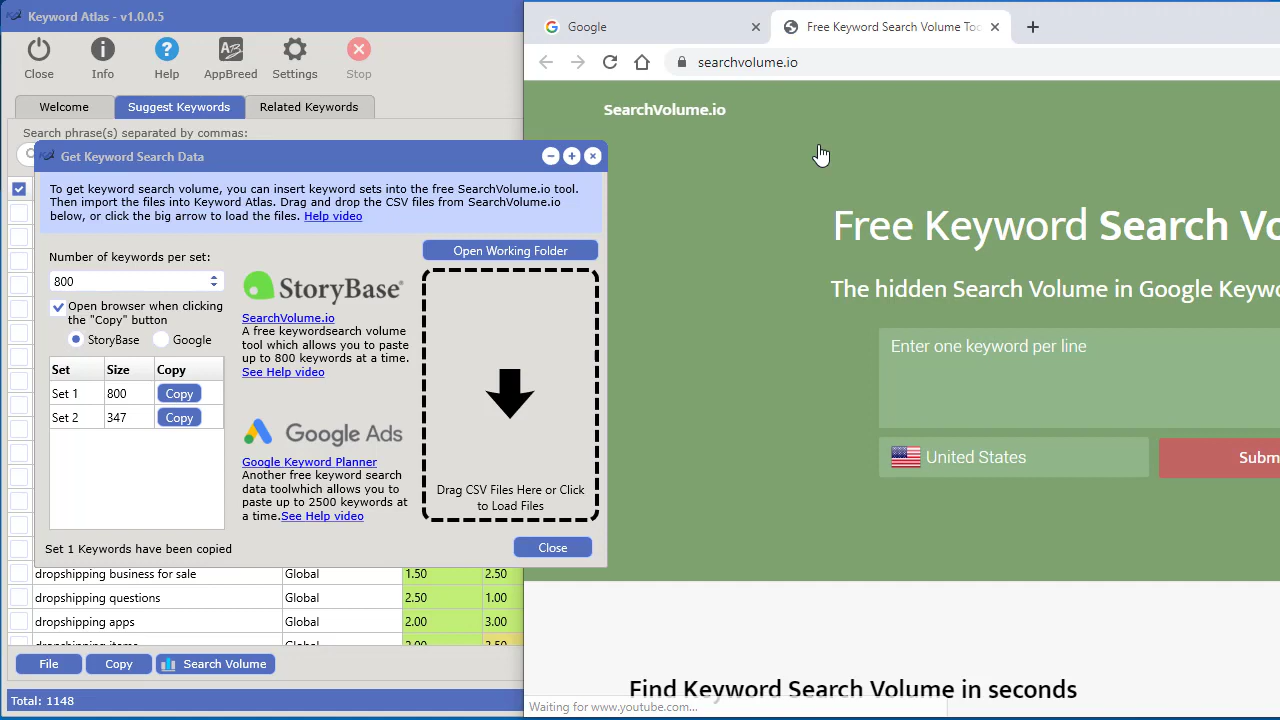 Keyword Atlas - v1.0.0.5
Close
Info
Help
AppBreed
Settings
Stop
Welcome
Suggest Keywords
Related Keywords
Search phrase(s) separated by commas:
Get Keyword Search Data
To get keyword search volume, you can insert keyword sets into the free SearchVolume.io tool.
Then import the files into Keyword Atlas. Drag and drop the CSV files from SearchVolume.io
below, or click the big arrow to load the files. Help video
Number of keywords per set:
800
Open browser when clicking
the "Copy" button
StoryBase
Google
Set Size Copy
Set 1 800 Copy
Set 2 347 Copy
Set 1 Keywords have been copied
StoryBase
SearchVolume.io
A free keywordsearch volume
tool which allows you to paste
up to 800 keywords at a time.
See Help video
Google Ads
Google Keyword Planner
Another free keyword search
data toolwhich allows you to
paste up to 2500 keywords at
a time.See Help video
Open Working Folder
Drag CSV Files Here or Click
to Load Files
Close
dropshipping business for sale Global 1.50 2.50
dropshipping questions Global 2.50 1.00
dropshipping apps Global 2.00 3.00
File
Copy
Search Volume
Total: 1148
Google
Free Keyword Search Volume Too
searchvolume.io
SearchVolume.io
Free Keyword Search Vo
The hidden Search Volume in Google Keywo
Enter one keyword per line
United States
Subm
Find Keyword Search Volume in seconds
Waiting for www.youtube.com...